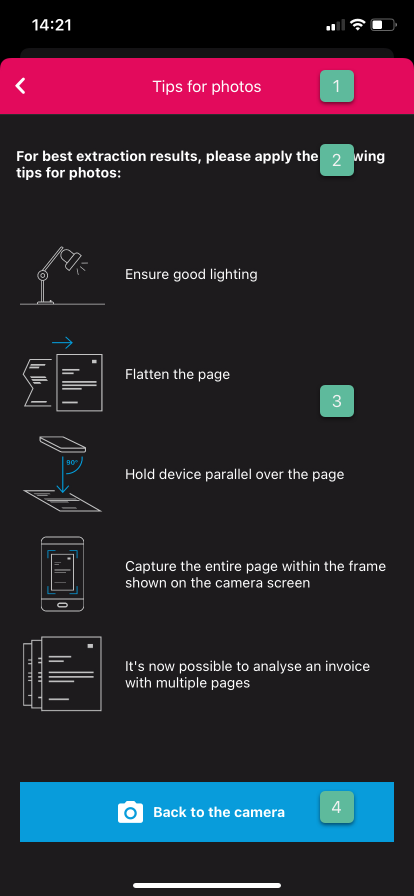 14:21
Tips for photos
1
For best extraction results, please apply the wing
2
tips for photos:
Ensure good lighting
Flatten the page
3
90°
Hold device parallel over the page
Capture the entire page within the frame
shown on the camera screen
It's now possible to analyse an invoice
with multiple pages
Back to the camera
4